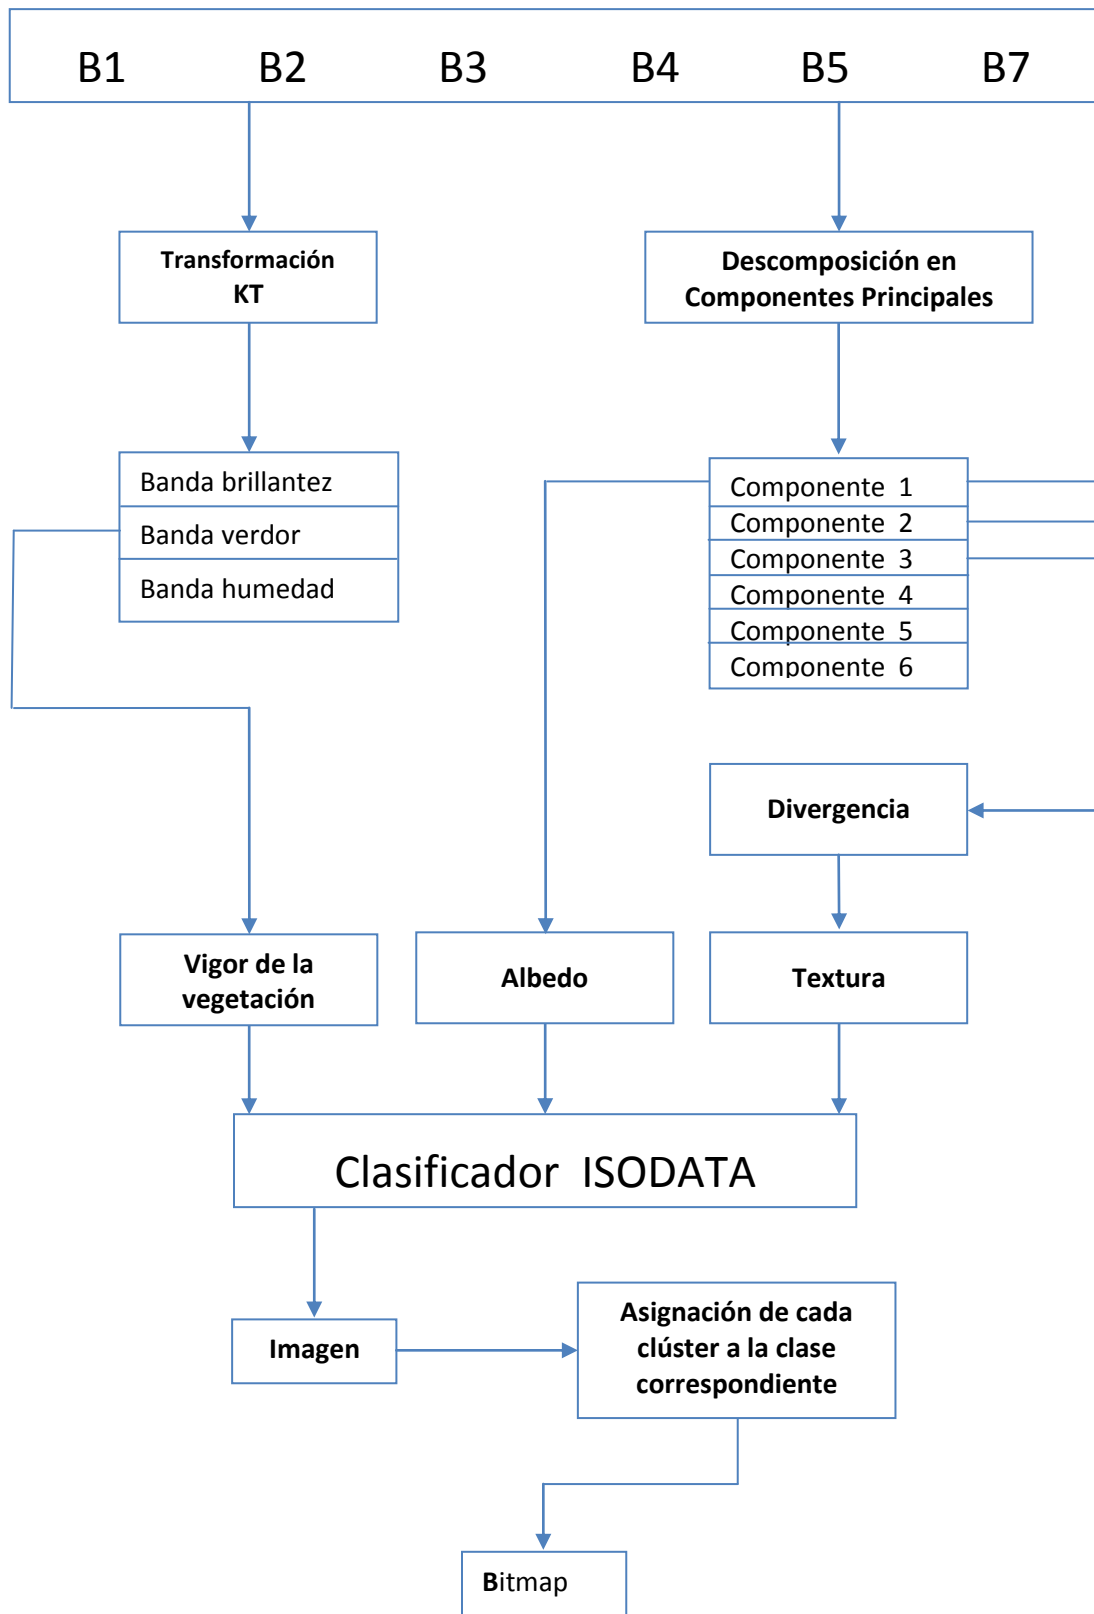 B1 B2 B3 B4 B5 B7
Transformación
KT
Descomposición en
Componentes Principales
Banda brillantez
Banda verdor
Banda humedad
Componente 1
Componente 2
Componente 3
Componente 4
Componente 5
Componente 6
Divergencia
Vigor de la
vegetación
Albedo
Textura
Clasificador ISODATA
Imagen
Asignación de cada
clúster a la clase
correspondiente
Bitmap